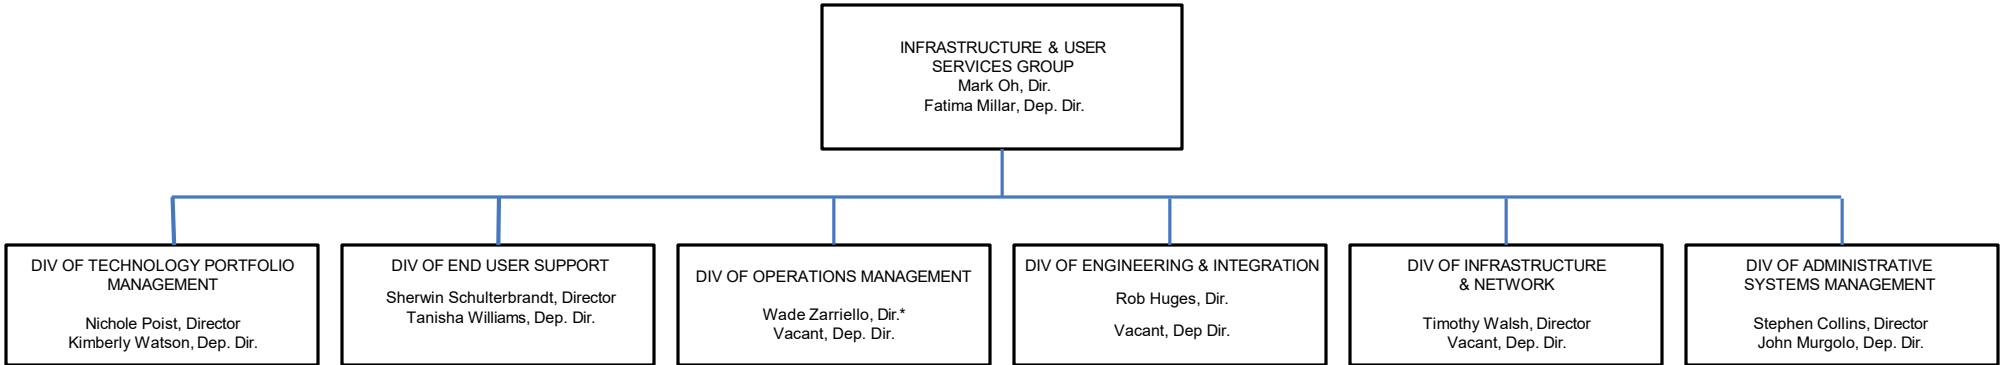 INFRASTRUCTURE & USER
SERVICES GROUP
Mark Oh, Dir.
Fatima Millar, Dep. Dir.
DIV OF TECHNOLOGY PORTFOLIO
MANAGEMENT
Nichole Poist, Director
Kimberly Watson, Dep. Dir.
DIV OF END USER SUPPORT
Sherwin Schulterbrandt, Director
Tanisha Williams, Dep. Dir.
DIV OF OPERATIONS MANAGEMENT
Wade Zarriello, Dir.*
Vacant, Dep. Dir.
DIV OF ENGINEERING & INTEGRATION
Rob Huges, Dir.
Vacant, Dep Dir.
DIV OF INFRASTRUCTURE
& NETWORK
Timothy Walsh, Director
Vacant, Dep. Dir.
DIV OF ADMINISTRATIVE
SYSTEMS MANAGEMENT
Stephen Collins, Director
John Murgolo, Dep. Dir.